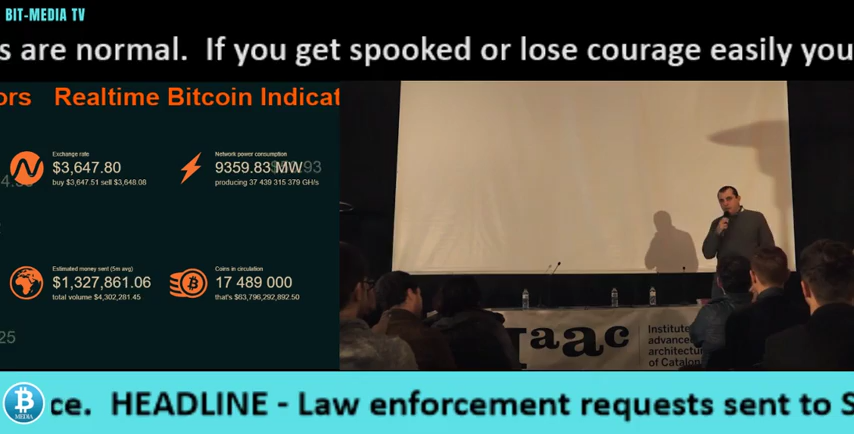 BIT-MEDIA TV
s are normal. If you get spooked or lose courage easily you
ors Realtime Bitcoin Indicat
Exchange rate
$3,647.80
buy $3,647.51 sell $3,648.08
Network power consumption
9359.83 MW
producing 37 439 315 379 GH/s
Estimated money sent (5m avg)
$1,327,861.06
total volume $4,302,281.45
Coins in circulation
17 489 000
that's $63,796,292,892.50
25
Iaac
Institute
advance
architectu
of Catalon
MEDIA
ce. HEADLINE - Law enforcement requests sent to S